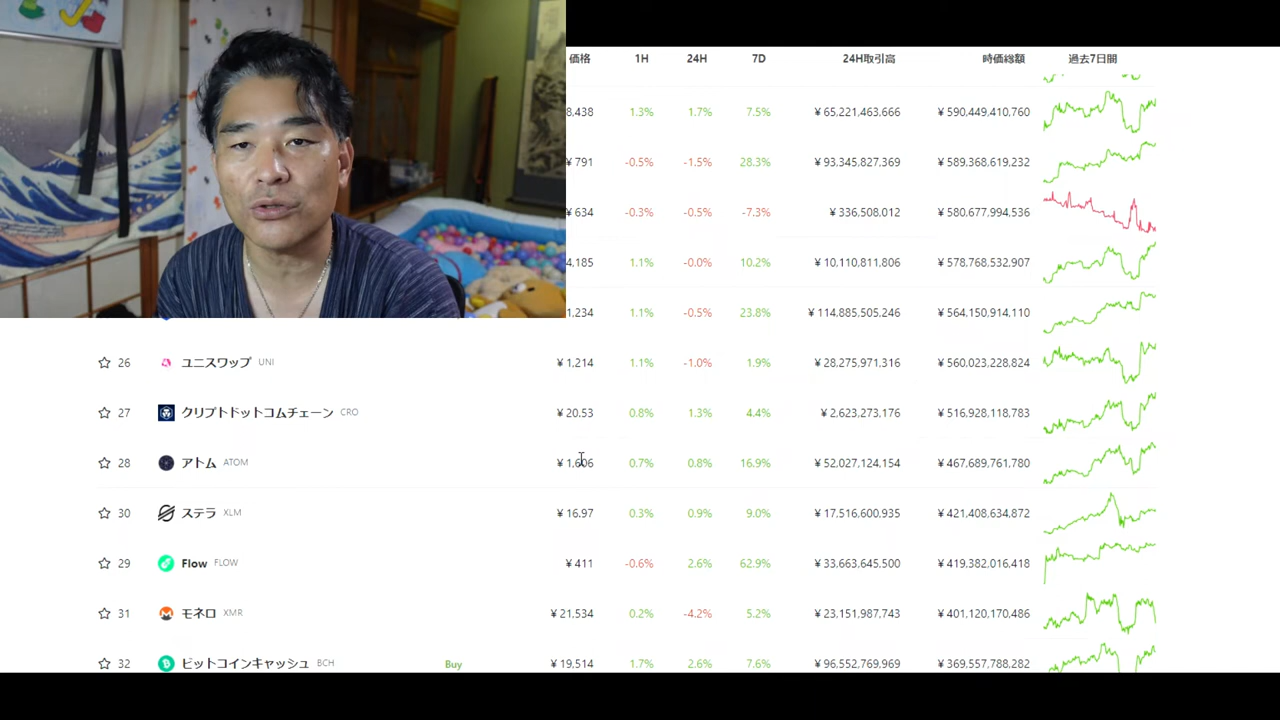 価格 1H 24H 7D 24H取引高 時価総額 過去7日間
8,438 1.3% 1.7% 7.5% ¥ 65,221,463,666 ¥ 590,449,410,760
¥ 791 -0.5% -1.5% 28.3% ¥ 93,345,827,369 ¥ 589,368,619,232
¥ 634 -0.3% -0.5% -7.3% ¥ 336,508,012 ¥ 580,677,994,536
4,185 1.1% -0.0% 10.2% ¥ 10,110,811,806 ¥ 578,768,532,907
1,234 1.1% -0.5% 23.8% ¥ 114,885,505,246 ¥ 564,150,914,110
26 ユニスワップ UNI ¥ 1,214 1.1% -1.0% 1.9% ¥ 28,275,971,316 ¥ 560,023,228,824
27 クリプトドットコムチェーン CRO ¥ 20.53 0.8% 1.3% 4.4% ¥ 2,623,273,176 ¥ 516,928,118,783
28 アトム ATOM ¥ 1,606 0.7% 0.8% 16.9% ¥ 52,027,124,154 ¥ 467,689,761,780
30 ステラ XLM ¥ 16.97 0.3% 0.9% 9.0% ¥ 17,516,600,935 ¥ 421,408,634,872
29 Flow FLOW ¥ 411 -0.6% 2.6% 62.9% ¥ 33,663,645,500 ¥ 419,382,016,418
31 モネロ XMR ¥ 21,534 0.2% -4.2% 5.2% ¥ 23,151,987,743 ¥ 401,120,170,486
32 ビットコインキャッシュ BCH Buy ¥ 19,514 1.7% 2.6% 7.6% ¥ 96,552,769,969 ¥ 369,557,788,282